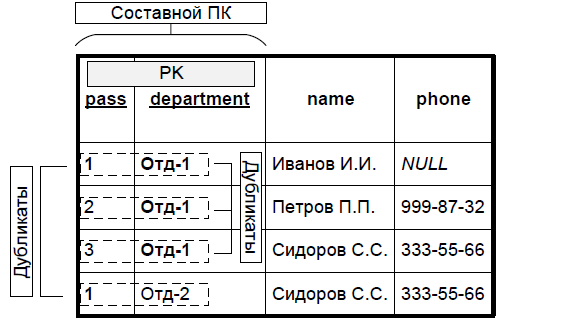 Составной ПК
PK
pass department name phone
1 Отд-1 Иванов И.И. NULL
2 Отд-1 Петров П.П. 999-87-32
3 Отд-1 Сидоров С.С. 333-55-66
1 Отд-2 Сидоров С.С. 333-55-66
Дубликаты
Дубликаты